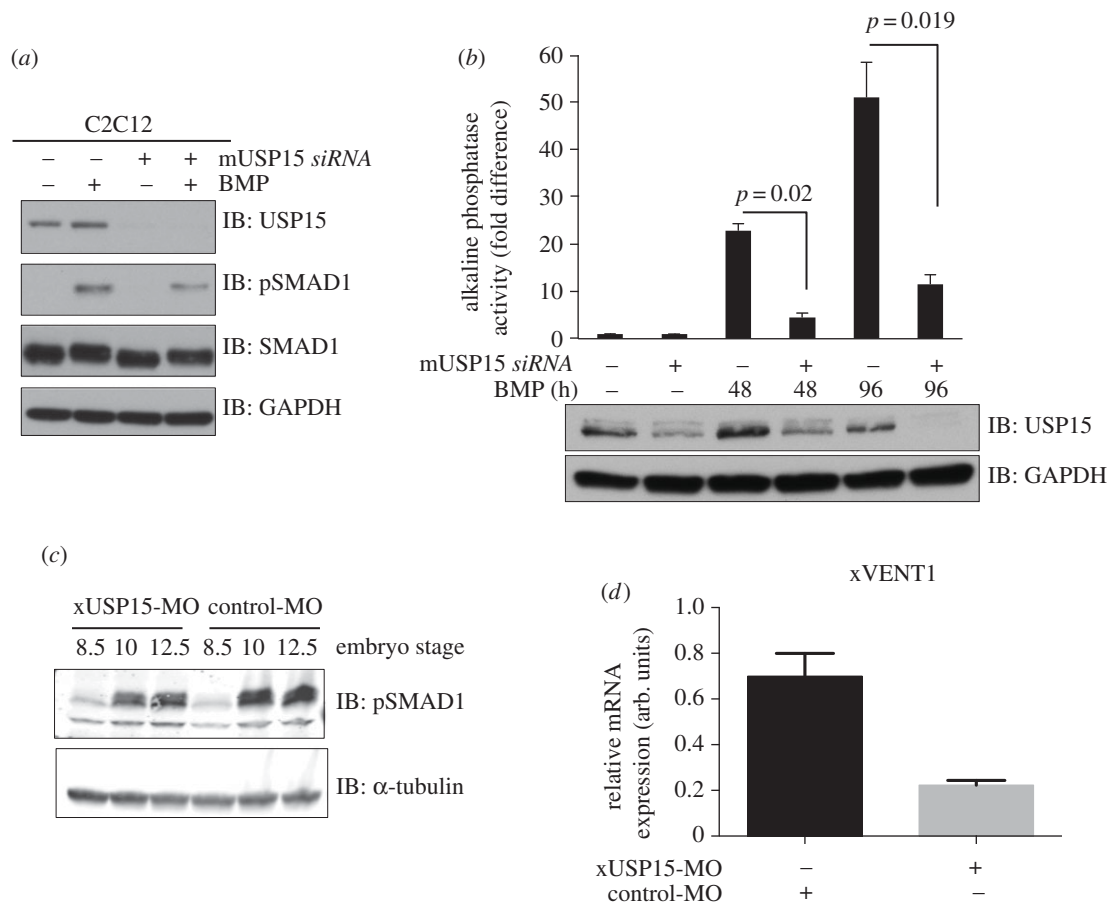 (a)
C2C12
– – + + mUSP15 siRNA
– + – + BMP
IB: USP15
IB: pSMAD1
IB: SMAD1
IB: GAPDH
(b)
p = 0.019
p = 0.02
60
50
40
30
20
10
0
alkaline phosphatase
activity (fold difference)
mUSP15 siRNA – + – + – +
BMP (h) – – 48 48 96 96
IB: USP15
IB: GAPDH
(c)
xUSP15-MO control-MO
8.5 10 12.5 8.5 10 12.5 embryo stage
IB: pSMAD1
IB: α-tubulin
(d)
xVENT1
1.0
0.8
0.6
0.4
0.2
0
relative mRNA
expression (arb. units)
xUSP15-MO – +
control-MO + –